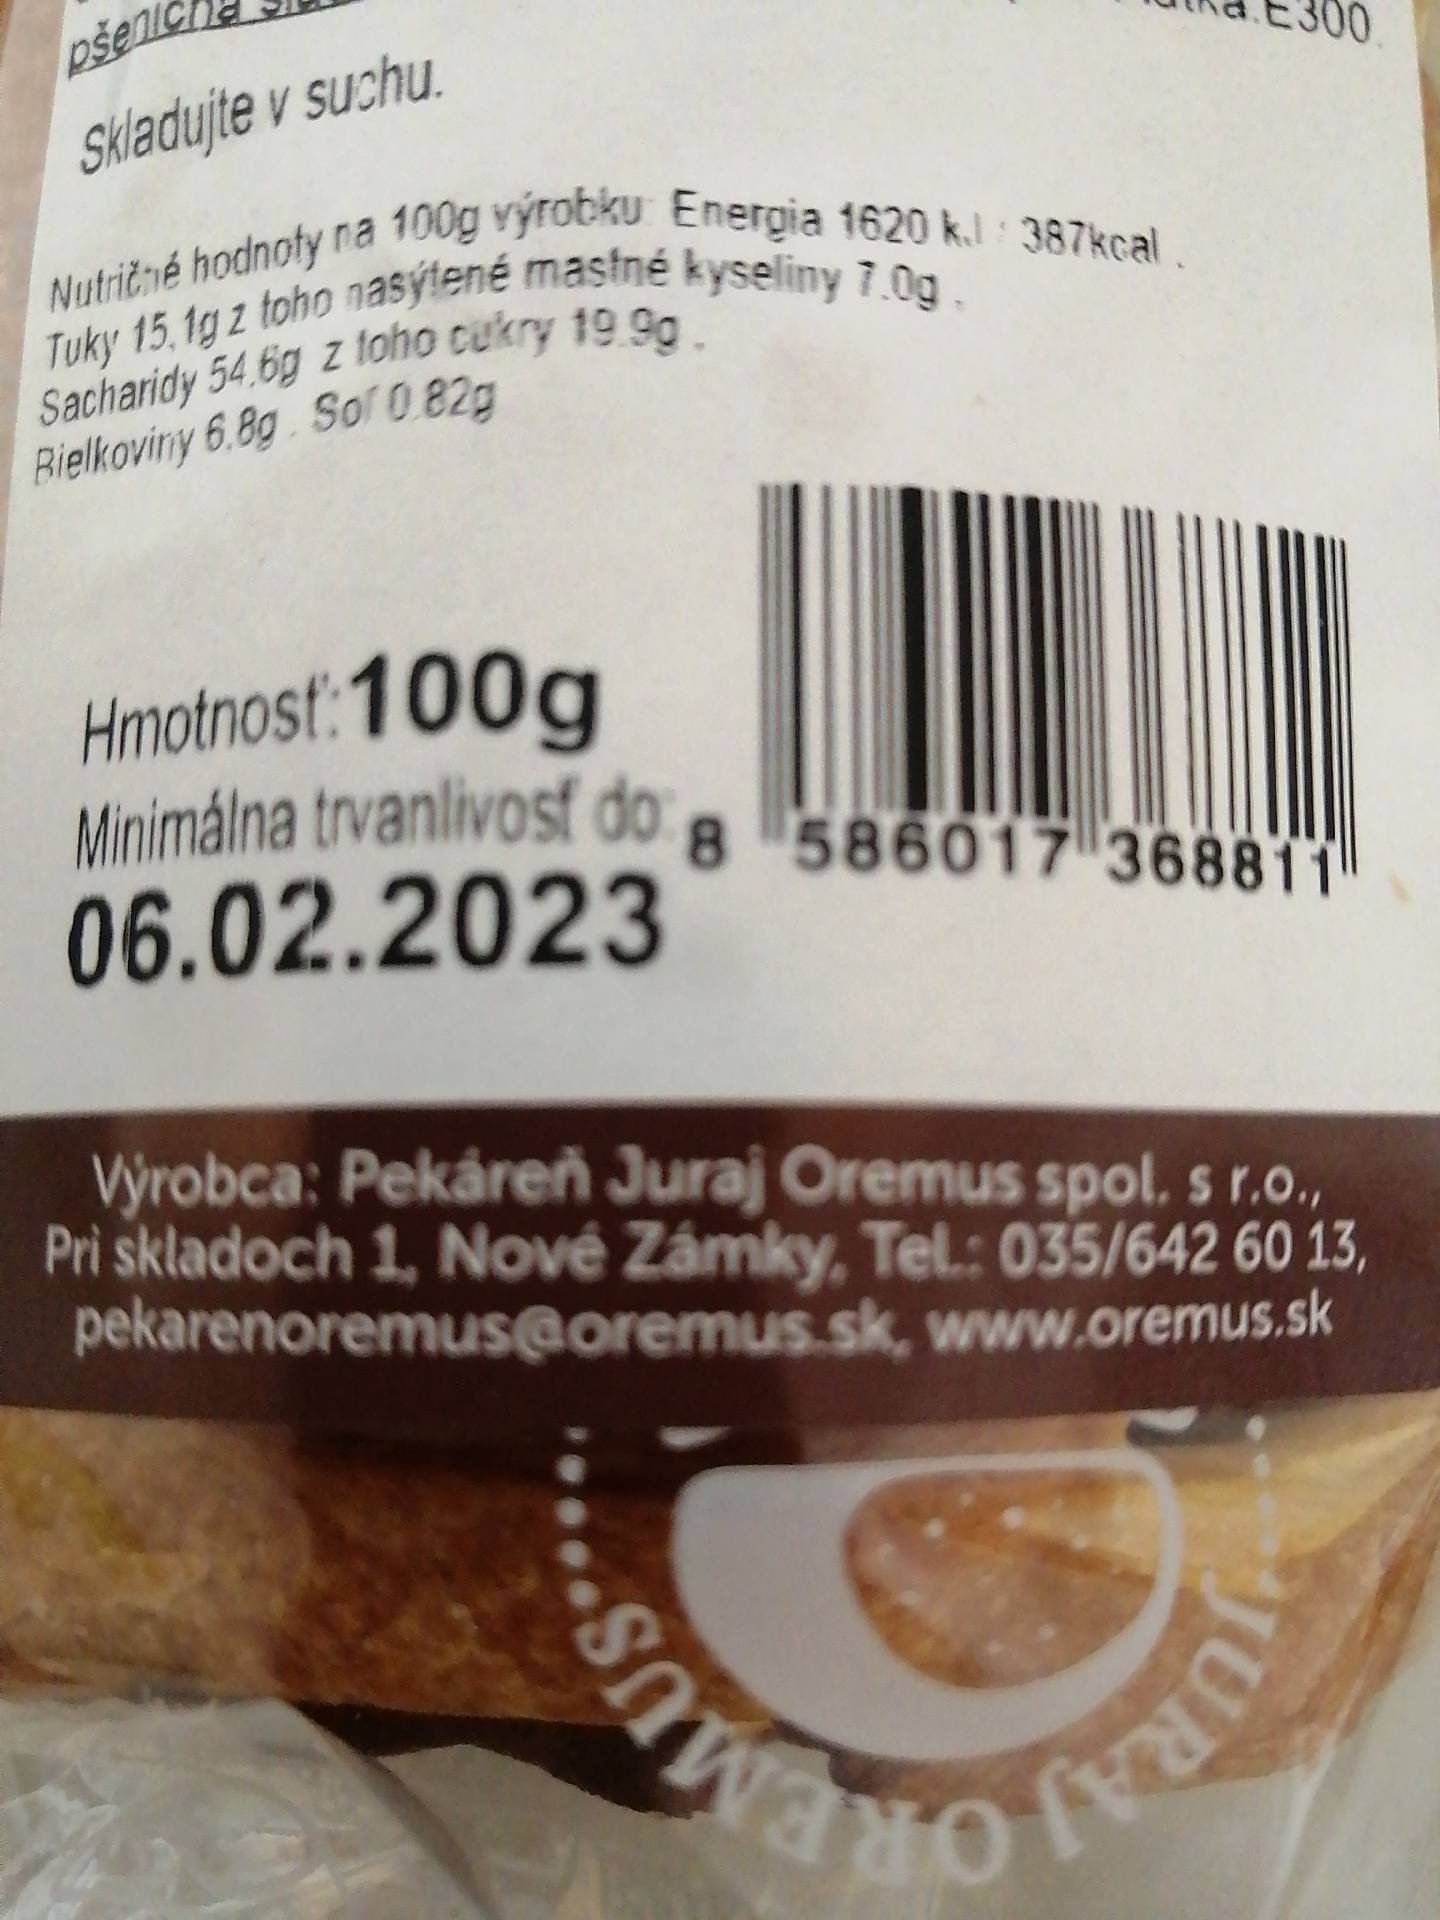 pšeničná
E300.
Skladujte v suchu.
Nutričné hodnoty na 100g výrobku: Energia 1620 kJ / 387kcal.
Tuky 15,1g z toho nasýtené mastné kyseliny 7.0g.
Sacharidy 54.6g z toho cukry 19.9g.
Bielkoviny 6.8g. Soľ 0.82g
Hmotnosť: 100g
Minimálna trvanlivosť do:
06.02.2023
8 586017 368811
Výrobca: Pekáreň Juraj Oremus spol. s r.o.,
Pri skladoch 1, Nové Zámky, Tel.: 035/642 60 13,
pekarenoremus@oremus.sk, www.oremus.sk
JURAJ OREMUS